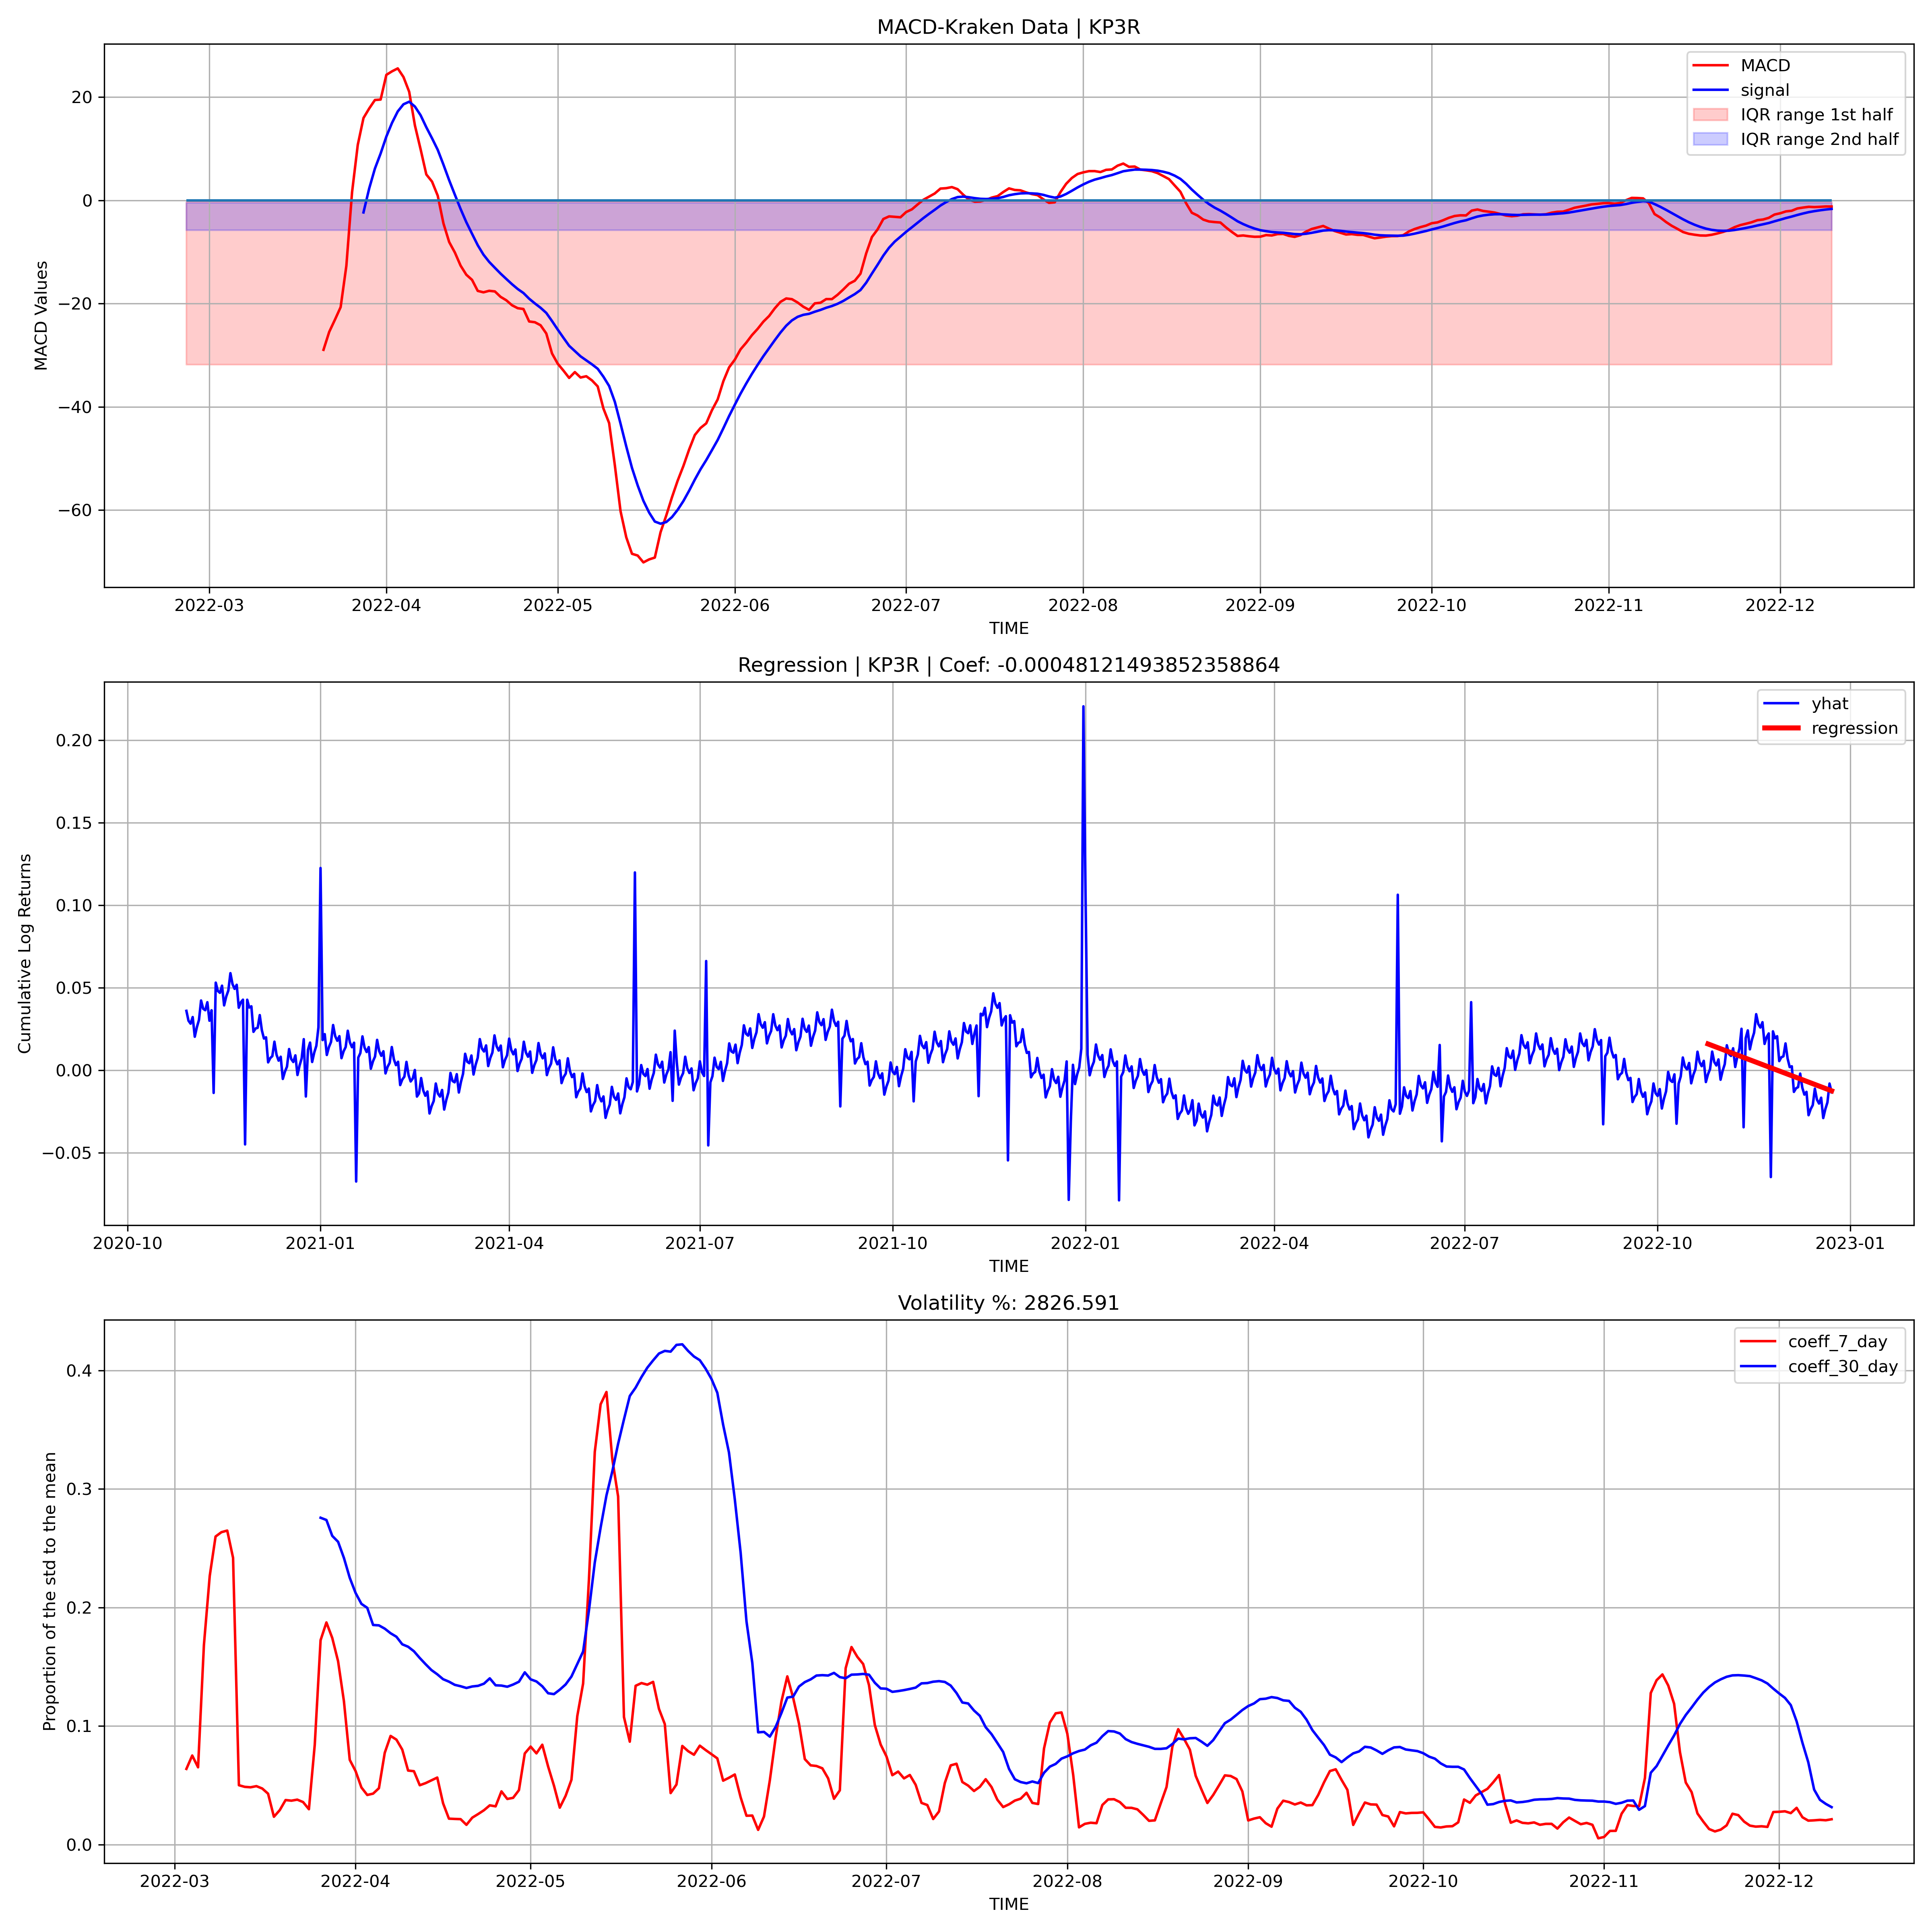 MACD-Kraken Data | KP3R
MACD Values
20
0
−20
−40
−60
MACD
signal
IQR range 1st half
IQR range 2nd half
2022-03
2022-04
2022-05
2022-06
2022-07
2022-08
2022-09
2022-10
2022-11
2022-12
TIME
Regression | KP3R | Coef: -0.00048121493852358864
Cumulative Log Returns
0.20
0.15
0.10
0.05
0.00
−0.05
yhat
regression
2020-10
2021-01
2021-04
2021-07
2021-10
2022-01
2022-04
2022-07
2022-10
2023-01
TIME
Volatility %: 2826.591
Proportion of the std to the mean
0.4
0.3
0.2
0.1
0.0
coeff_7_day
coeff_30_day
2022-03
2022-04
2022-05
2022-06
2022-07
2022-08
2022-09
2022-10
2022-11
2022-12
TIME